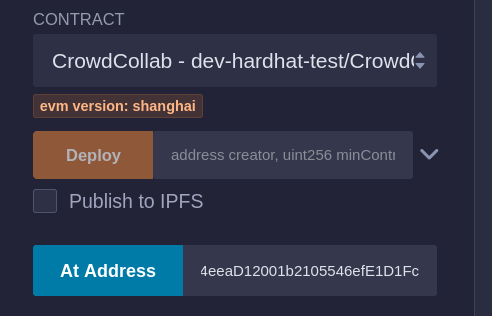 CONTRACT
CrowdCollab - dev-hardhat-test/Crowd
evm version: shanghai
Deploy address creator, uint256 minContr
Publish to IPFS
At Address 4eeaD12001b2105546efE1D1Fc